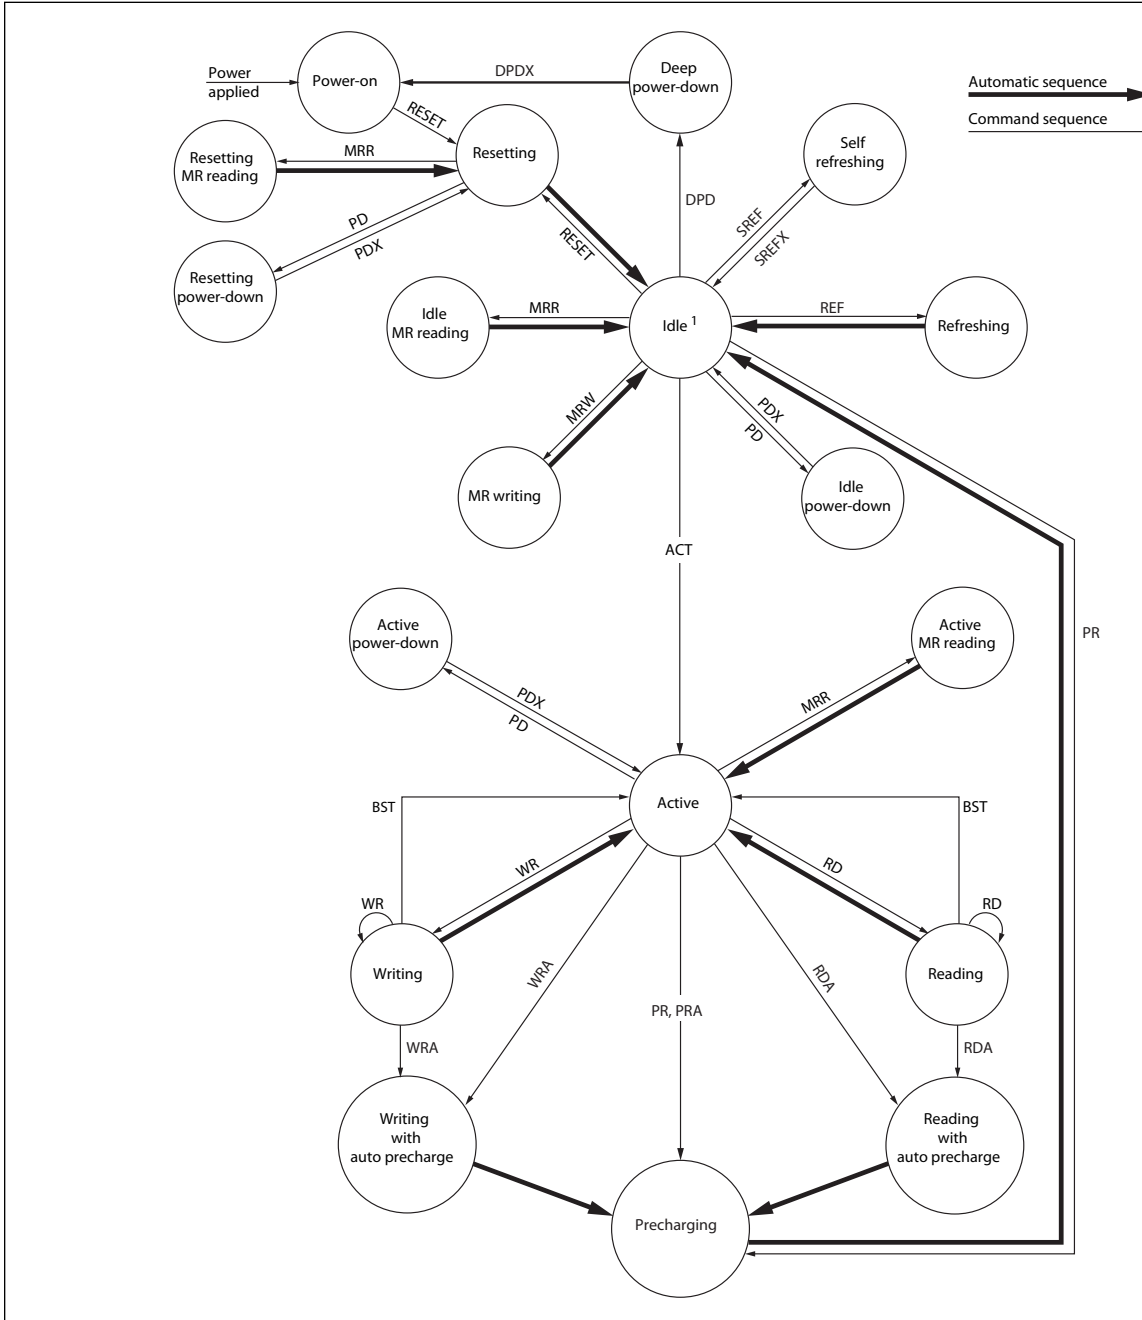 Power
applied
Power-on
DPDX
Deep
power-down
Automatic sequence
Command sequence
RESET
Resetting
MR reading
MRR
Resetting
Self
refreshing
PD
PDX
DPD
SREF
SREFX
RESET
Resetting
power-down
Idle
MR reading
MRR
Idle 1
REF
Refreshing
MRW
PDX
PD
MR writing
Idle
power-down
ACT
Active
power-down
Active
MR reading
PR
PDX
PD
MRR
Active
BST
BST
WR
RD
WR
RD
Writing
Reading
WRA
RDA
PR, PRA
WRA
RDA
Writing
with
auto precharge
Reading
with
auto precharge
Precharging